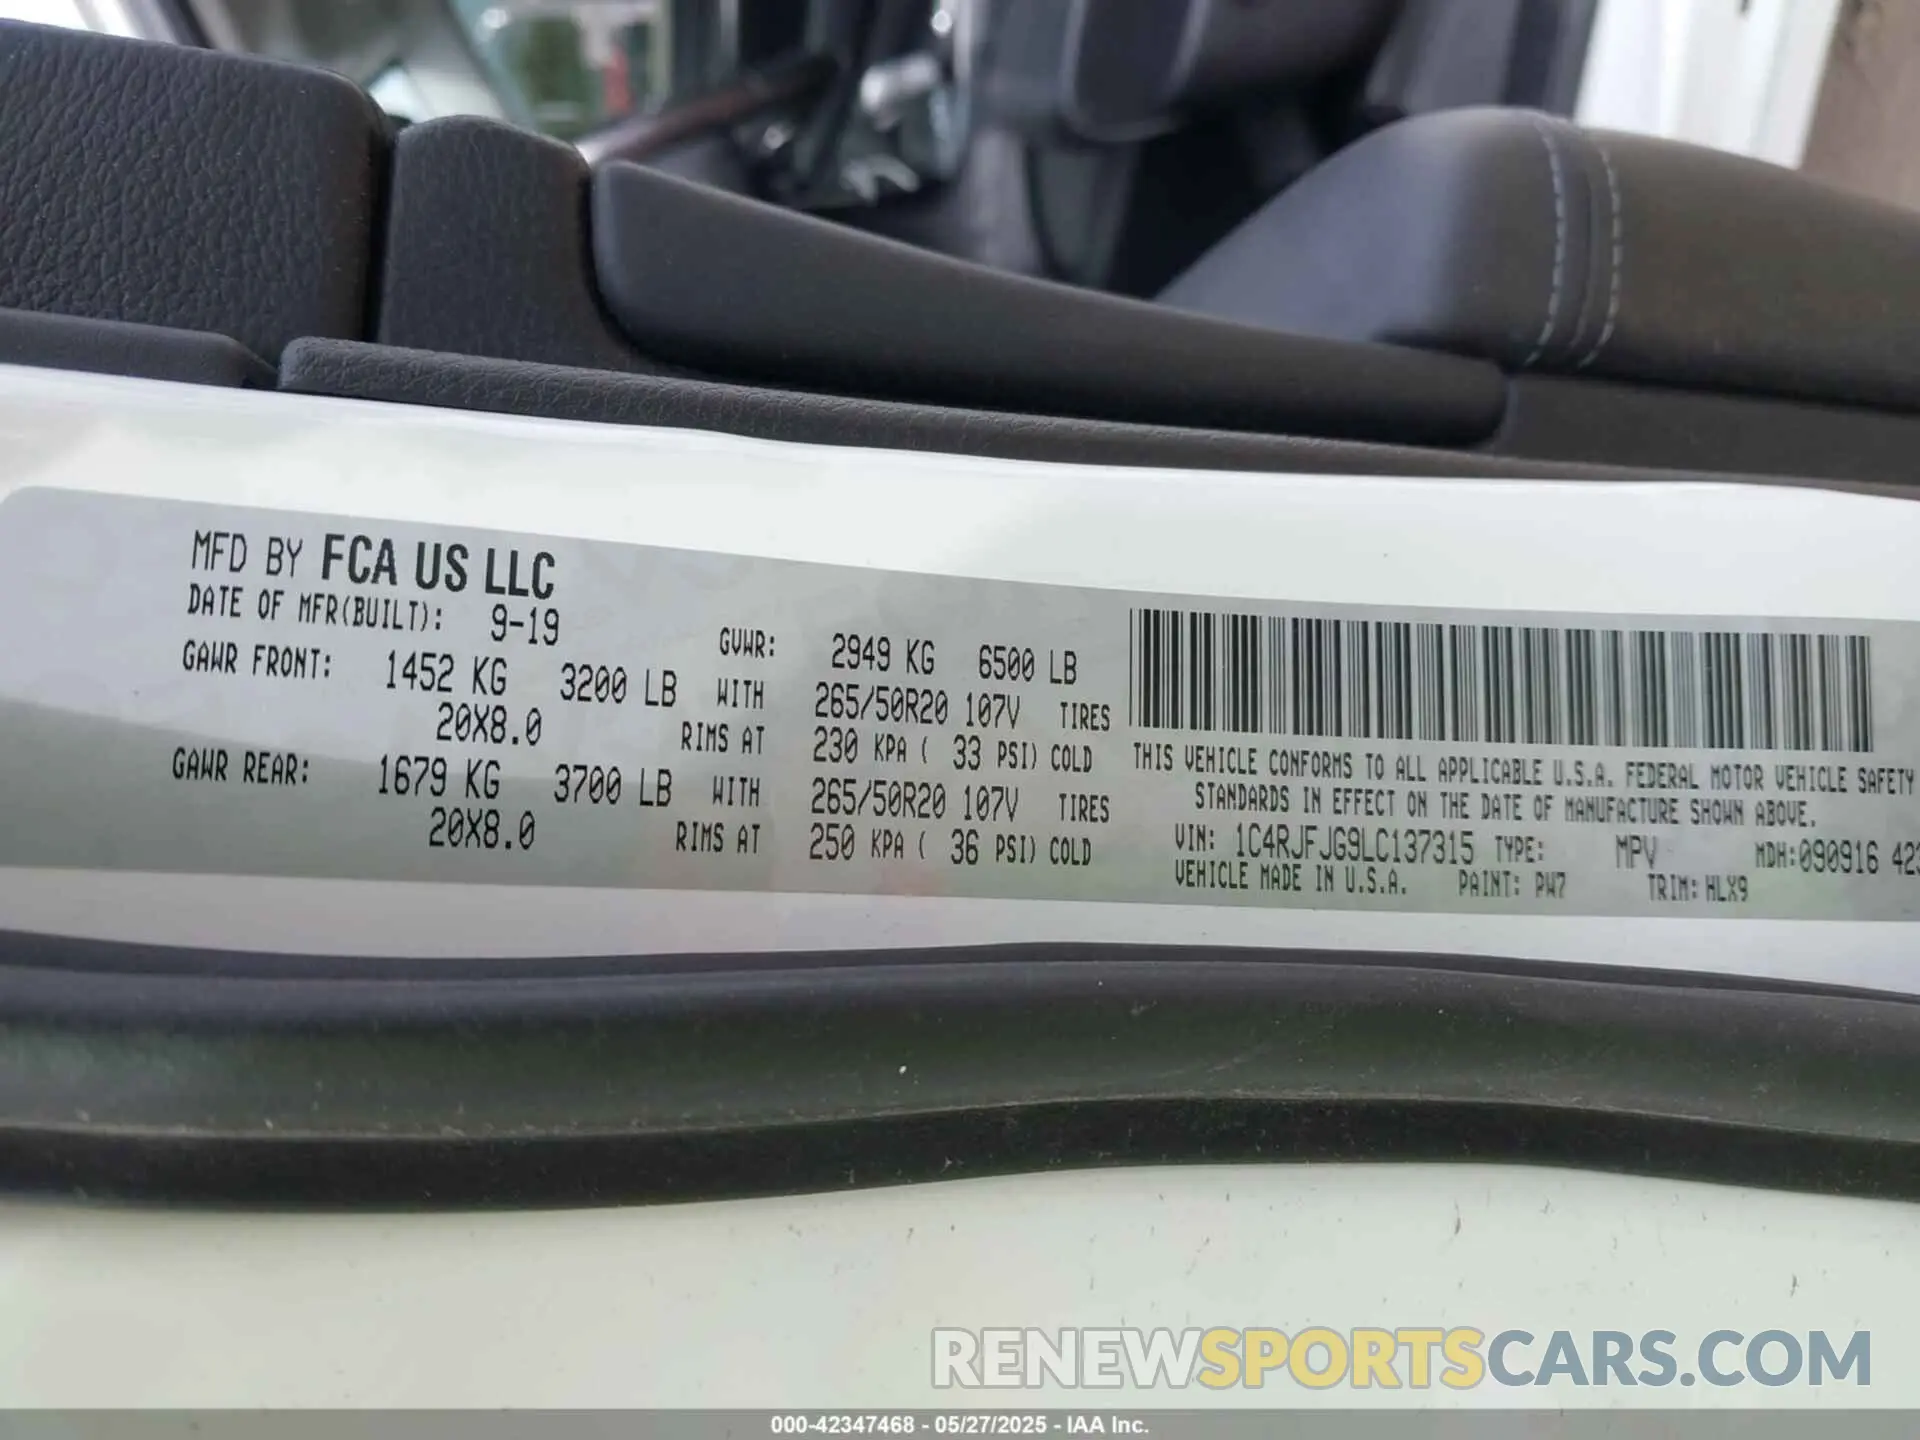 MFD BY FCA US LLC
DATE OF MFR(BUILT): 9-19
GVWR: 2949 KG 6500 LB
GAWR FRONT: 1452 KG 3200 LB WITH 265/50R20 107V TIRES
20X8.0 RIMS AT 230 KPA ( 33 PSI) COLD
GAWR REAR: 1679 KG 3700 LB WITH 265/50R20 107V TIRES
20X8.0 RIMS AT 250 KPA ( 36 PSI) COLD
THIS VEHICLE CONFORMS TO ALL APPLICABLE U.S.A. FEDERAL MOTOR VEHICLE SAFETY
STANDARDS IN EFFECT ON THE DATE OF MANUFACTURE SHOWN ABOVE.
VIN: 1C4RJFJG9LC137315 TYPE: MPV MDH:090916 423
VEHICLE MADE IN U.S.A. PAINT: PW7 TRIM: HLX9
RENEWSPORTSCARS.COM
000-42347468 - 05/27/2025 - IAA Inc.